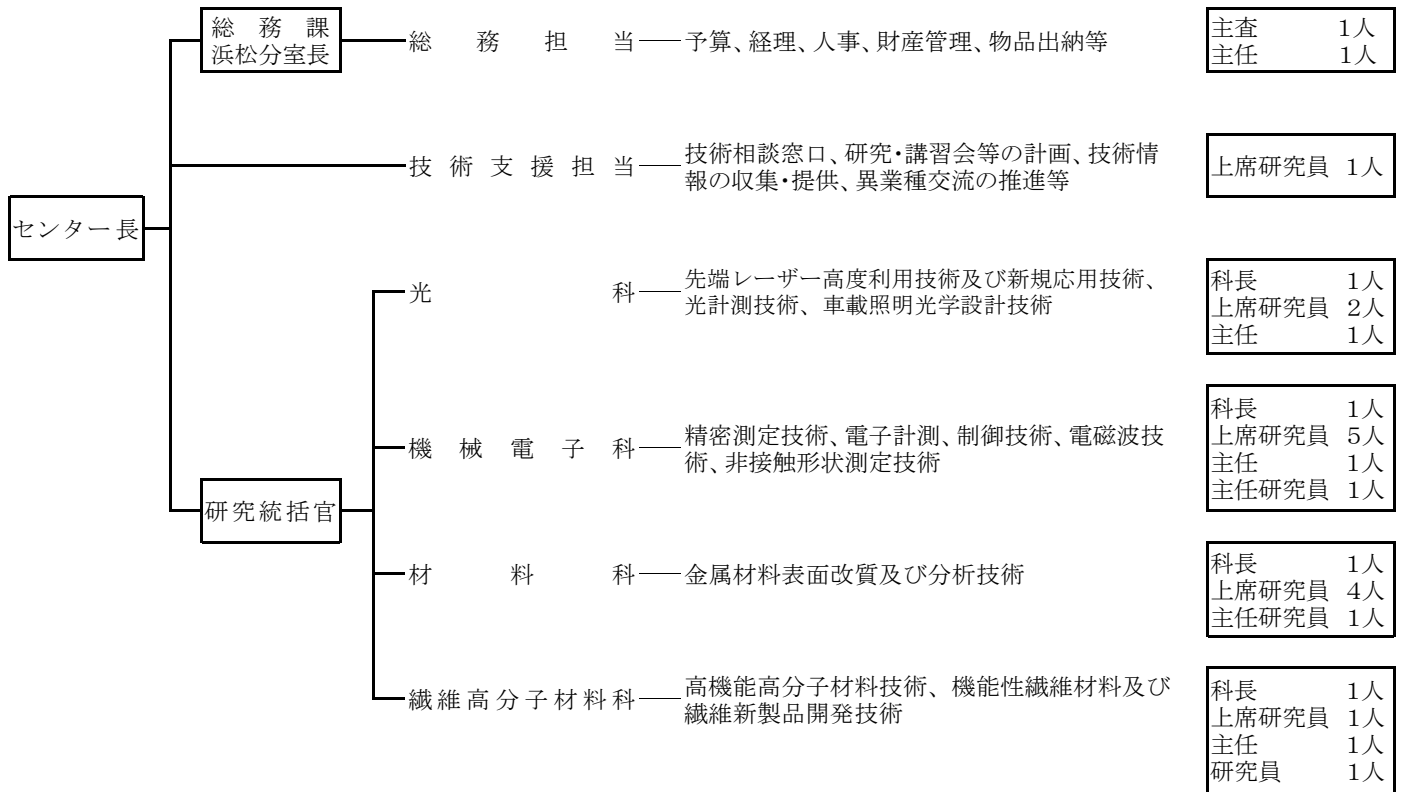 センター長
総務課
浜松分室長
総務担当
予算、経理、人事、財産管理、物品出納等
主査 1人
主任 1人
技術支援担当
技術相談窓口、研究・講習会等の計画、技術情
報の収集・提供、異業種交流の推進等
上席研究員 1人
研究統括官
光科
先端レーザー高度利用技術及び新規応用技術、
光計測技術、車載照明光学設計技術
科長 1人
上席研究員 2人
主任 1人
機械電子科
精密測定技術、電子計測、制御技術、電磁波技
術、非接触形状測定技術
科長 1人
上席研究員 5人
主任 1人
主任研究員 1人
材料科
金属材料表面改質及び分析技術
科長 1人
上席研究員 4人
主任研究員 1人
繊維高分子材料科
高機能高分子材料技術、機能性繊維材料及び
繊維新製品開発技術
科長 1人
上席研究員 1人
主任 1人
研究員 1人